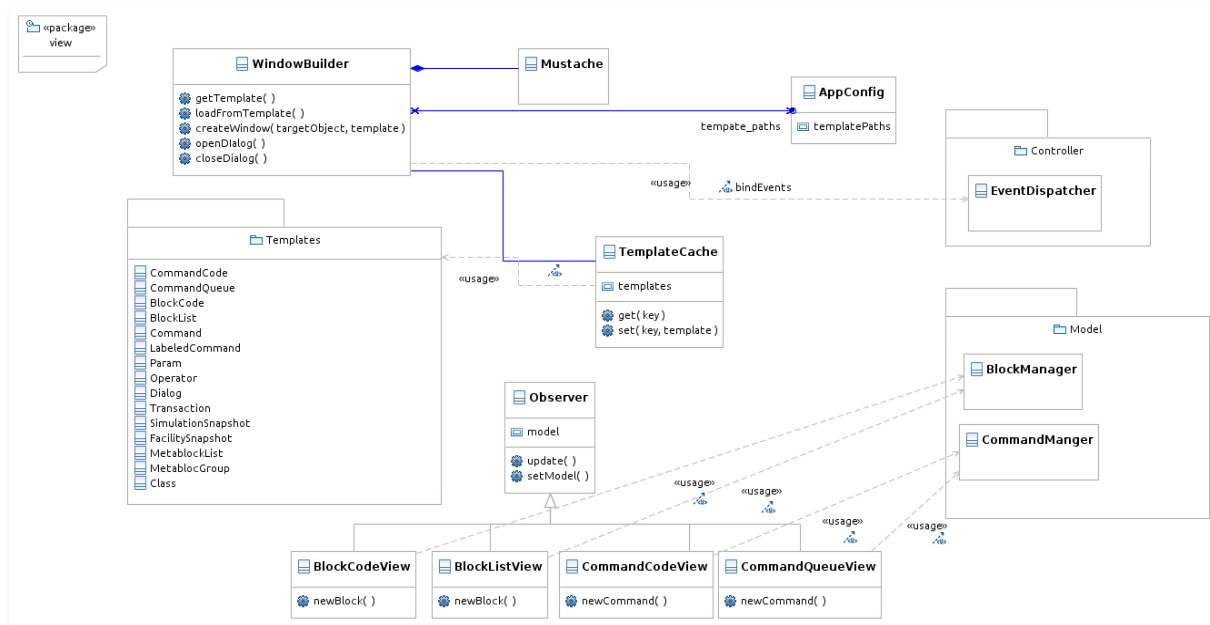 «package»
view
WindowBuilder
getTemplate( )
loadFromTemplate( )
createWindow( targetObject, template )
openDIalog( )
closeDialog( )
Mustache
AppConfig
templatePaths
tempate_paths
Controller
EventDispatcher
«usage»
bindEvents
Templates
CommandCode
CommandQueue
BlockCode
BlockList
Command
LabeledCommand
Param
Operator
Dialog
Transaction
SimulationSnapshot
FacilitySnapshot
MetablockList
MetablocGroup
Class
«usage»
TemplateCache
templates
get( key )
set( key, template )
Model
BlockManager
CommandManger
Observer
model
update( )
setModel( )
«usage»
«usage»
«usage»
«usage»
BlockCodeView
newBlock( )
BlockListView
newBlock( )
CommandCodeView
newCommand( )
CommandQueueView
newCommand( )